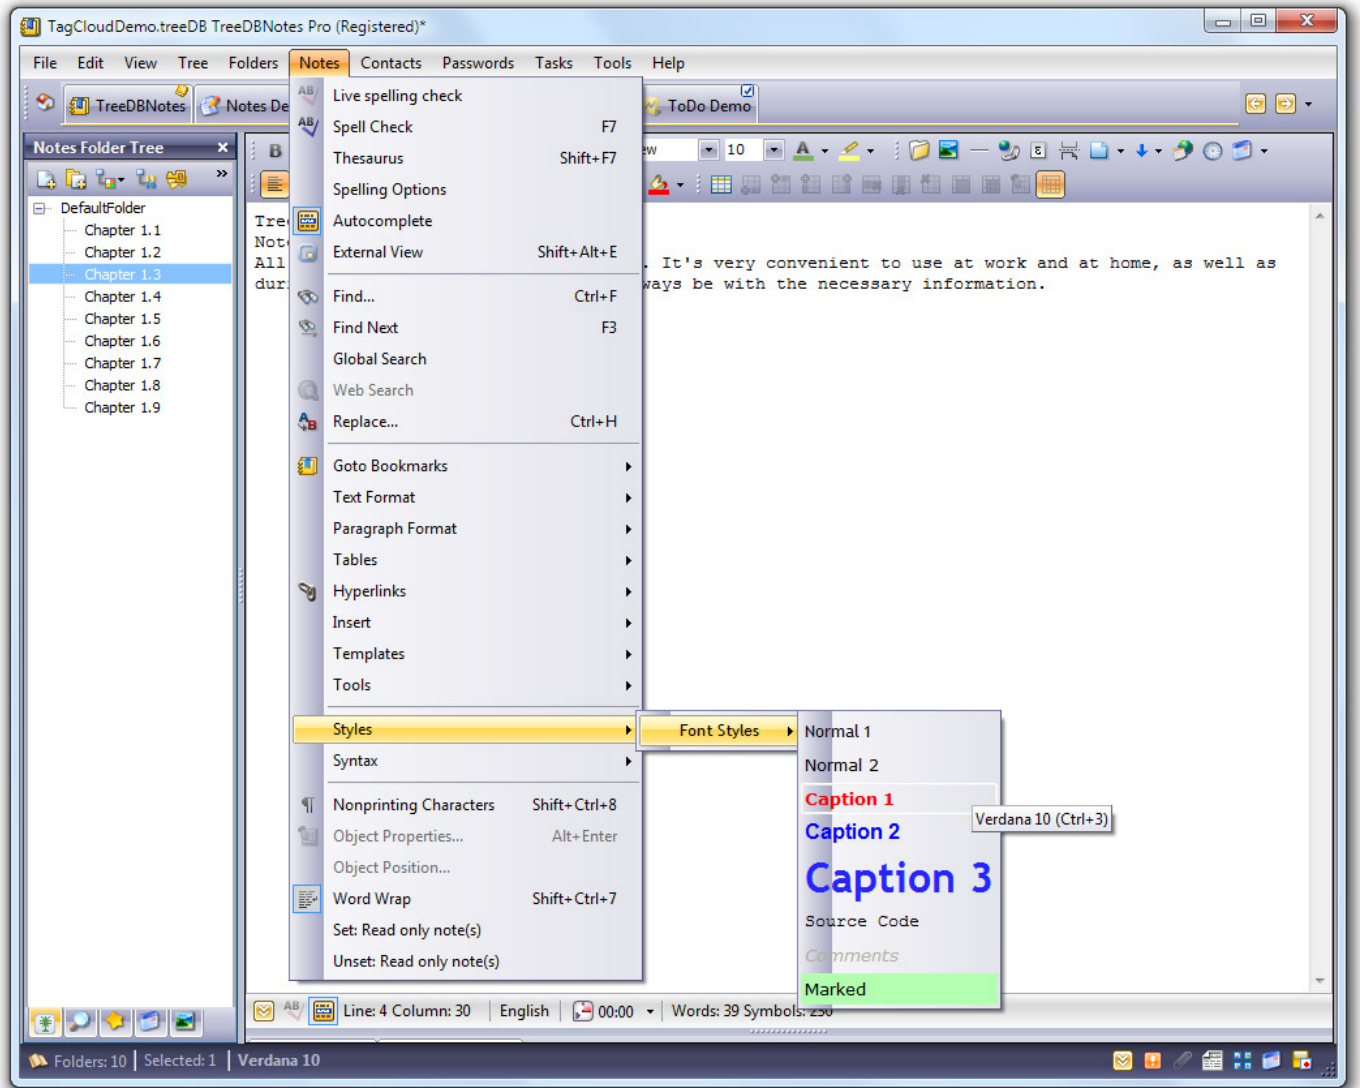 TagCloudDemo.treeDB TreeDBNotes Pro (Registered)*
File Edit View Tree Folders Notes Contacts Passwords Tasks Tools Help
TreeDBNotes Notes De ToDo Demo
Notes Folder Tree
B 10
DefaultFolder
Chapter 1.1
Chapter 1.2
Chapter 1.3
Chapter 1.4
Chapter 1.5
Chapter 1.6
Chapter 1.7
Chapter 1.8
Chapter 1.9
Tree
Not
All . It's very convenient to use at work and at home, as well as
duri ways be with the necessary information.
Live spelling check
Spell Check F7
Thesaurus Shift+F7
Spelling Options
Autocomplete
External View Shift+Alt+E
Find... Ctrl+F
Find Next F3
Global Search
Web Search
Replace... Ctrl+H
Goto Bookmarks
Text Format
Paragraph Format
Tables
Hyperlinks
Insert
Templates
Tools
Styles
Syntax
Nonprinting Characters Shift+Ctrl+8
Object Properties... Alt+Enter
Object Position...
Word Wrap Shift+Ctrl+7
Set: Read only note(s)
Unset: Read only note(s)
Font Styles
Normal 1
Normal 2
Caption 1
Caption 2
Caption 3
Source Code
Comments
Marked
Verdana 10 (Ctrl+3)
Line: 4 Column: 30 English 00:00 Words: 39 Symbols: 230
Folders: 10 Selected: 1 Verdana 10